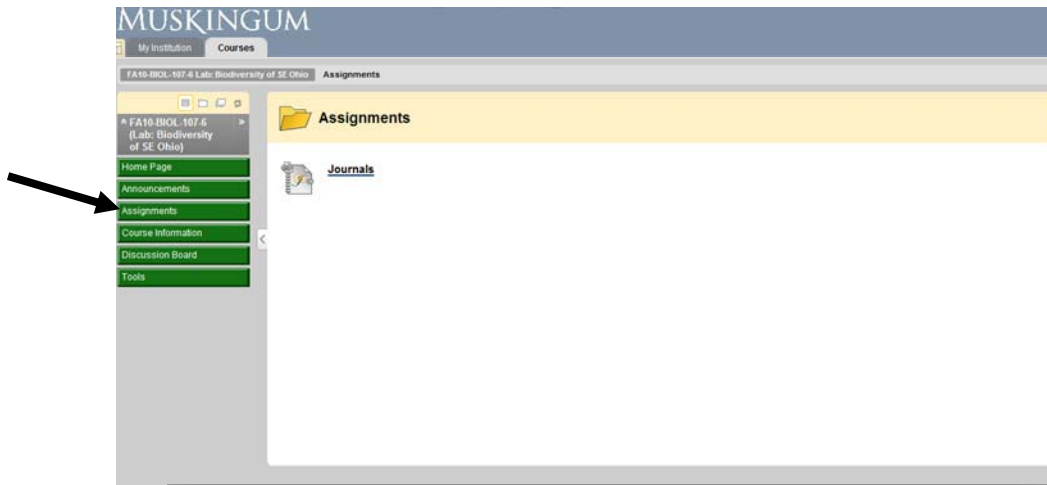 MUSKINGUM
My Institution Courses
FA10-BIOL-107-6 Lab: Biodiversity of SE Ohio Assignments
FA10-BIOL-107-6
(Lab: Biodiversity
of SE Ohio)
Assignments
Home Page
Journals
Announcements
Assignments
Course Information
Discussion Board
Tools